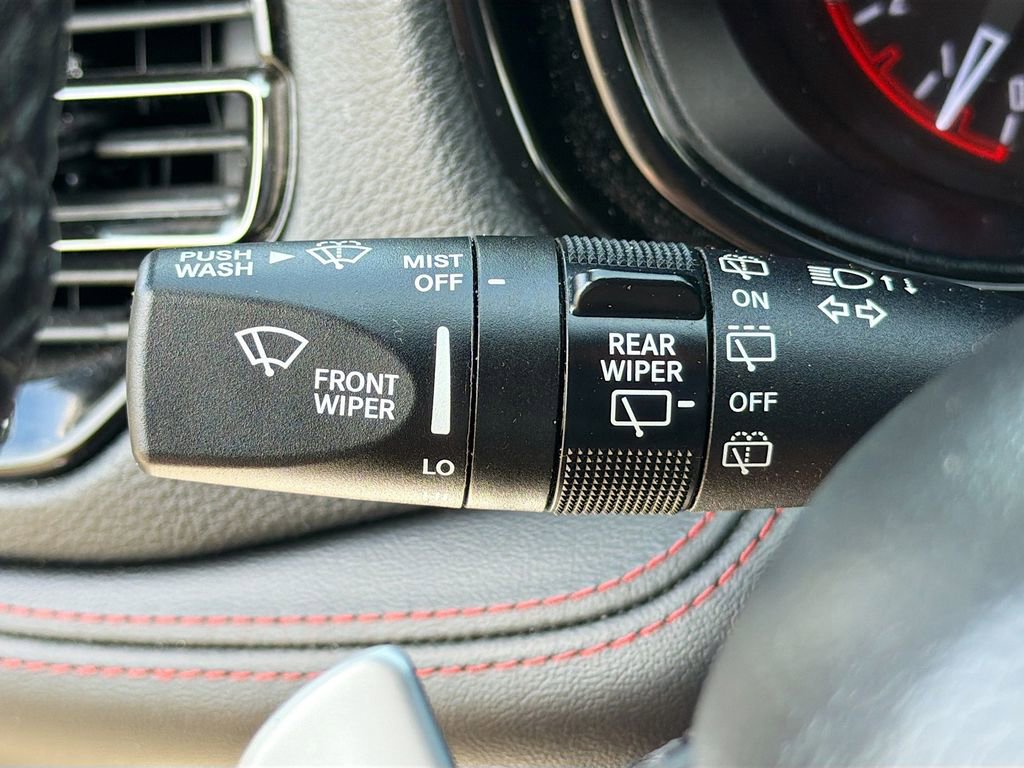 PUSH
WASH
MIST
OFF
FRONT
WIPER
LO
REAR
WIPER
ON
OFF